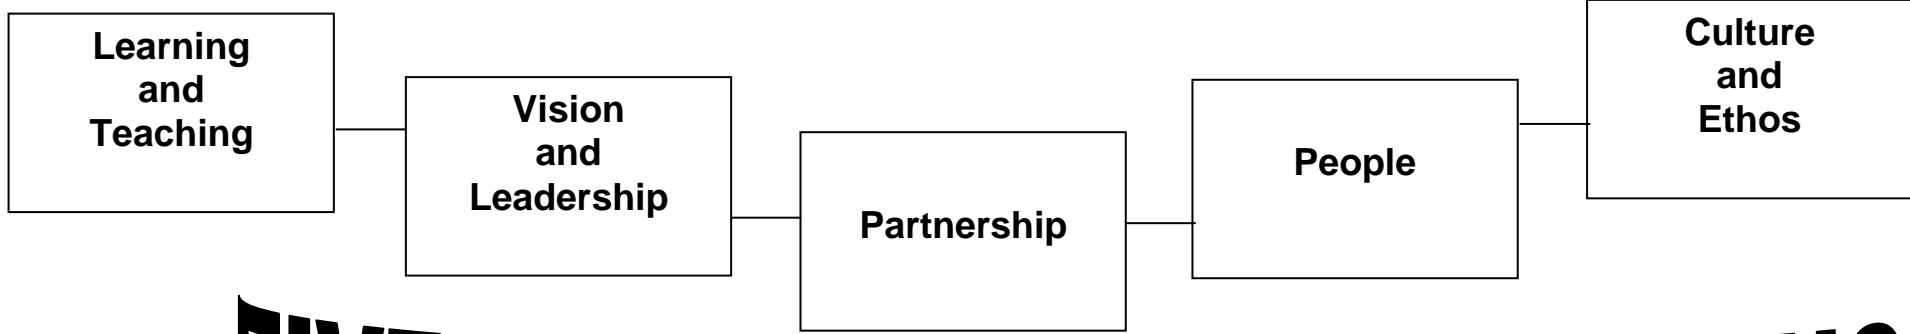 Learning
and
Teaching
Vision
and
Leadership
Partnership
People
Culture
and
Ethos